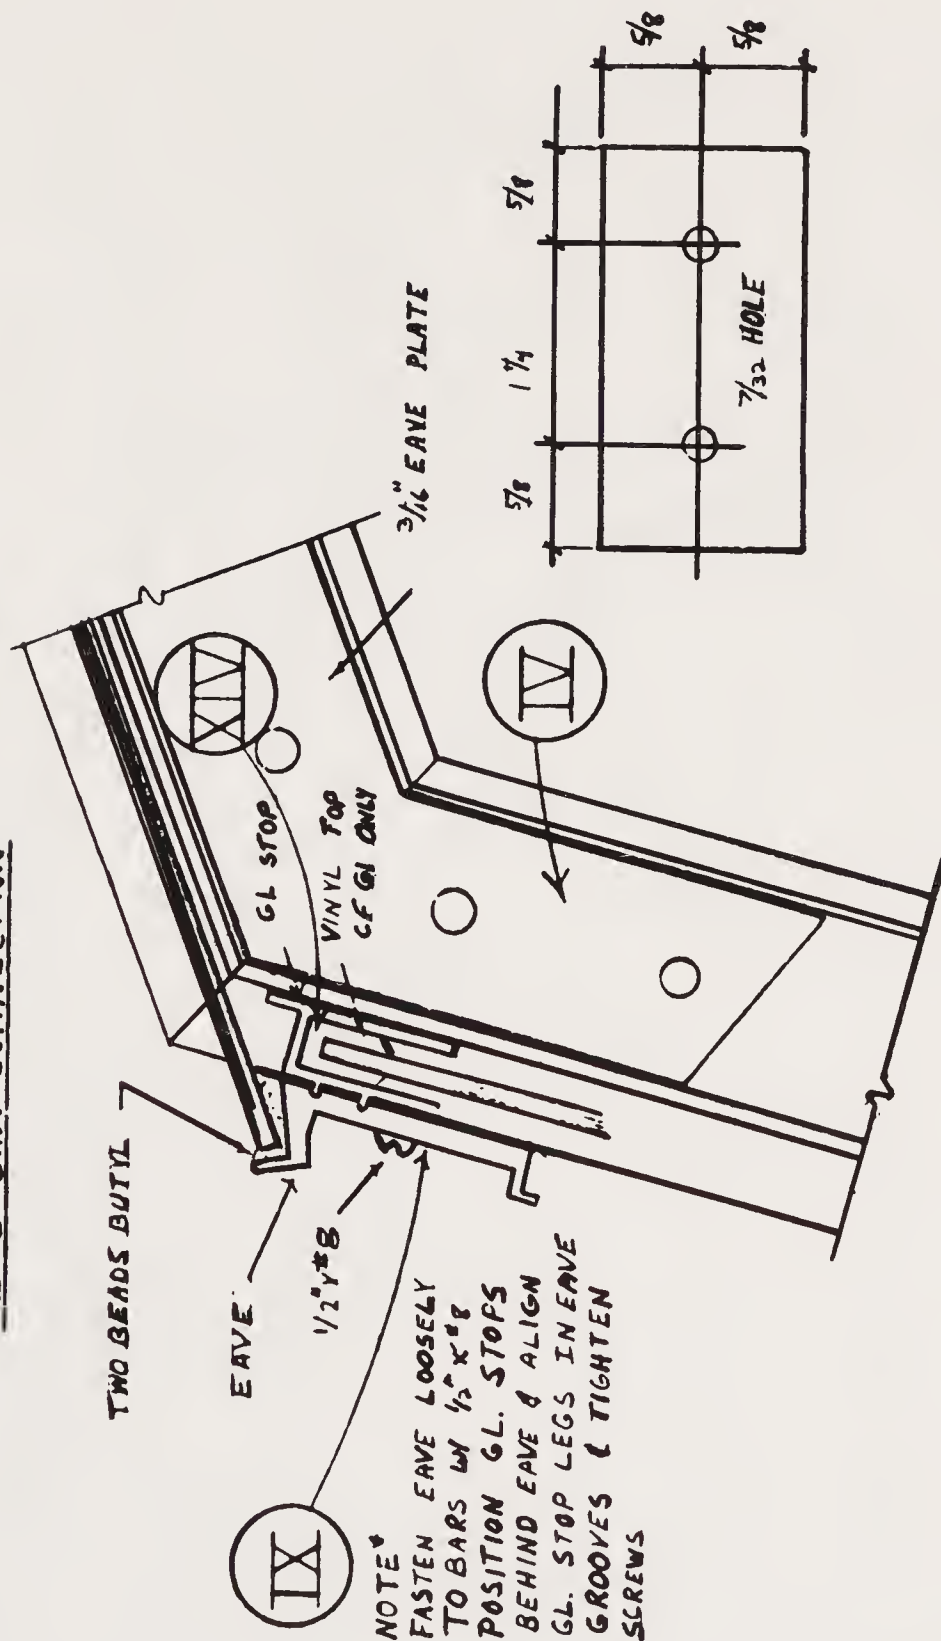 TWO BEADS BUTYL
EAVE
1/2" x #8
IX
NOTE*
FASTEN EAVE LOOSELY
TO BARS W/ 1/2" x #8
POSITION GL. STOPS
BEHIND EAVE & ALIGN
GL. STOP LEGS IN EAVE
GROOVES & TIGHTEN
SCREWS
XIV
GL STOP
VINYL TOP
OF Gl ONLY
IV
3/16" EAVE PLATE
5/8
1 1/4
5/8
5/8
5/8
7/32 HOLE